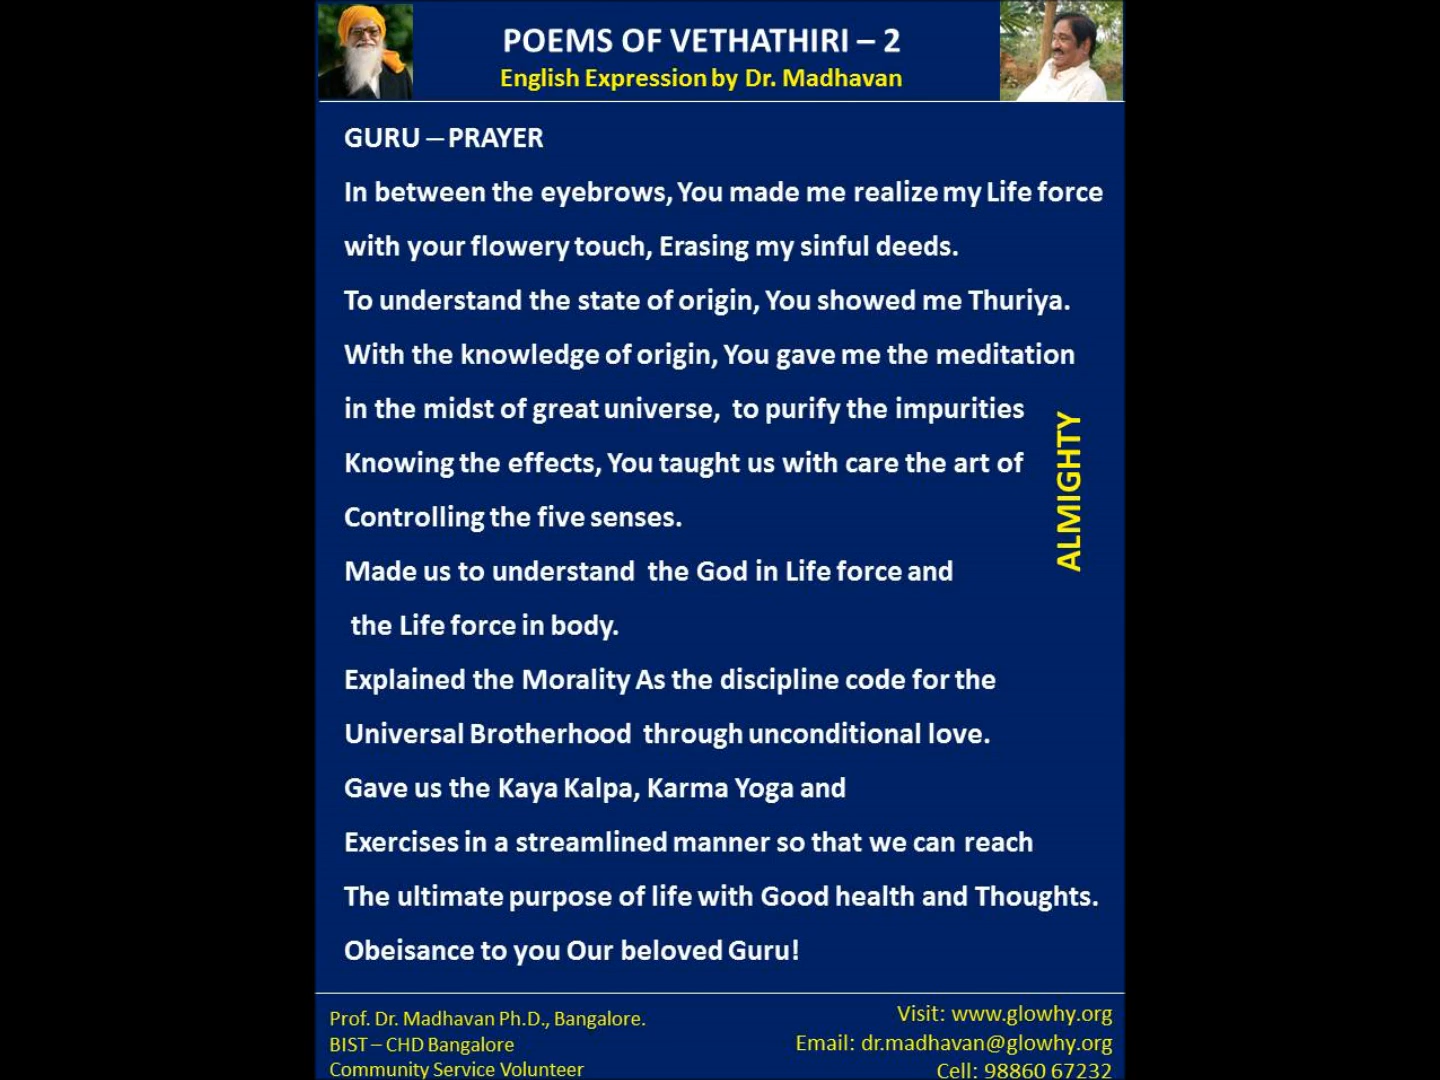 POEMS OF VETHATHIRI – 2
English Expression by Dr. Madhavan
GURU – PRAYER
In between the eyebrows, You made me realize my Life force
with your flowery touch, Erasing my sinful deeds.
To understand the state of origin, You showed me Thuriya.
With the knowledge of origin, You gave me the meditation
in the midst of great universe, to purify the impurities
Knowing the effects, You taught us with care the art of
Controlling the five senses.
Made us to understand the God in Life force and
the Life force in body.
Explained the Morality As the discipline code for the
Universal Brotherhood through unconditional love.
Gave us the Kaya Kalpa, Karma Yoga and
Exercises in a streamlined manner so that we can reach
The ultimate purpose of life with Good health and Thoughts.
Obeisance to you Our beloved Guru!
ALMIGHTY
Prof. Dr. Madhavan Ph.D., Bangalore.
BIST – CHD Bangalore
Community Service Volunteer
Visit: www.glowhy.org
Email: dr.madhavan@glowhy.org
Cell: 98860 67232